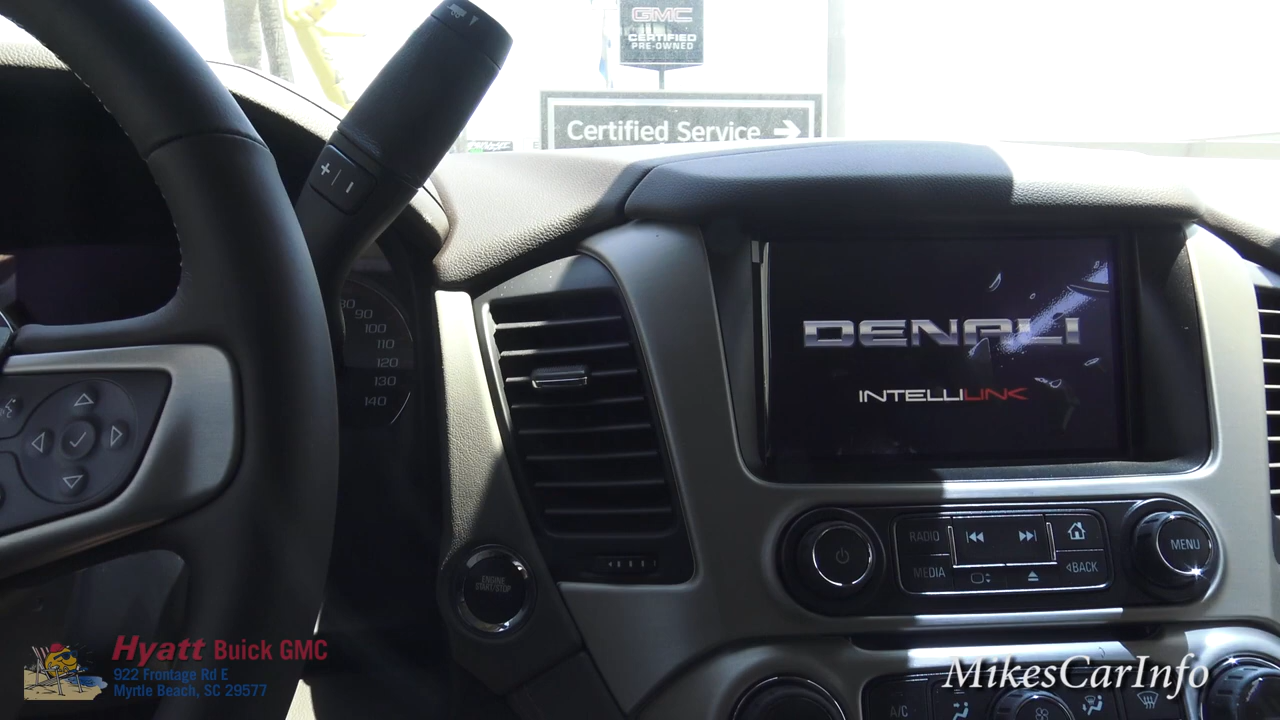 GMC
CERTIFIED
PRE-OWNED
Certified Service →
+ | -
80
90
100
110
120
130
140
DENALI
INTELLILINK
RADIO
MEDIA
BACK
MENU
ENGINE
START/STOP
A/C
Hyatt Buick GMC
922 Frontage Rd E
Myrtle Beach, SC 29577
MikesCarInfo